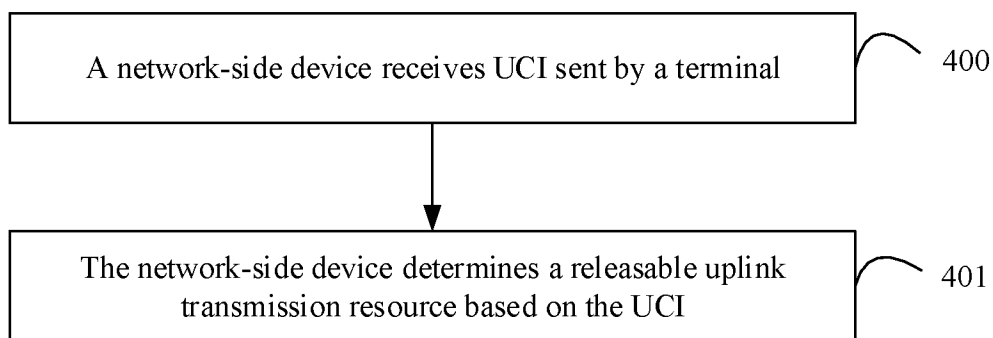 A network-side device receives UCI sent by a terminal
400
The network-side device determines a releasable uplink
transmission resource based on the UCI
401